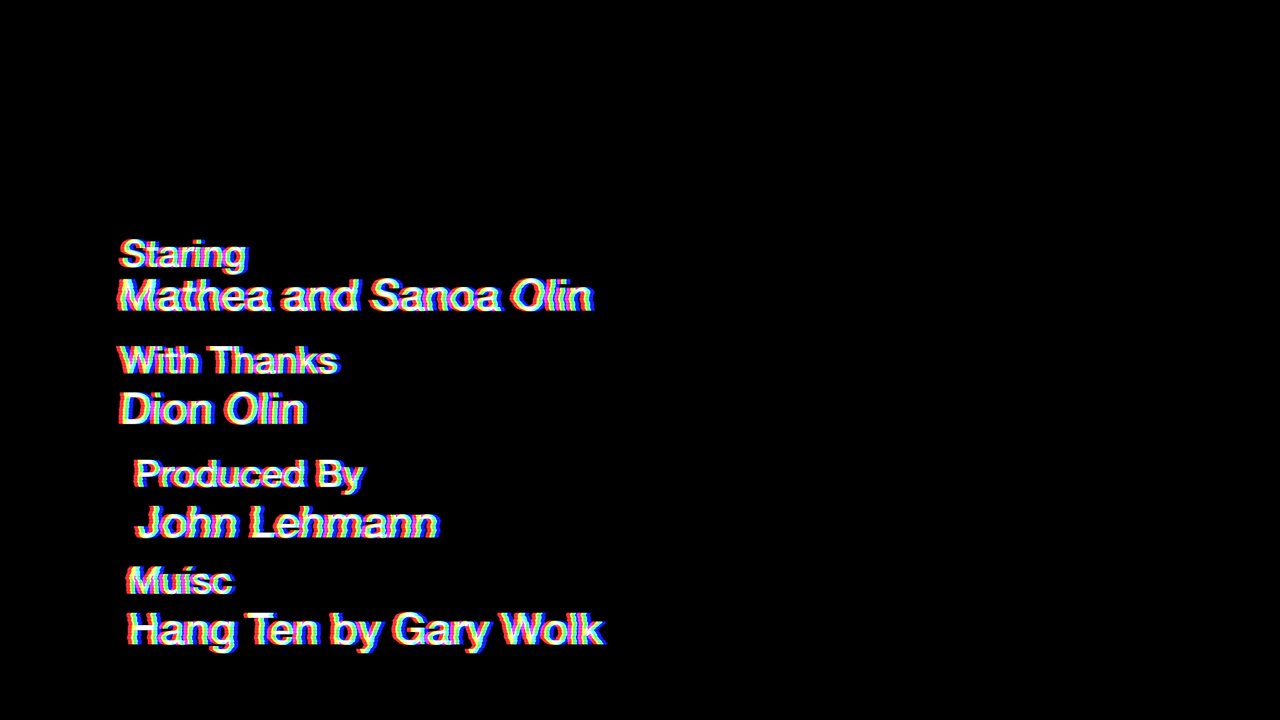 Staring
Mathea and Sanoa Olin
With Thanks
Dion Olin
Produced By
John Lehmann
Muisc
Hang Ten by Gary Wolk